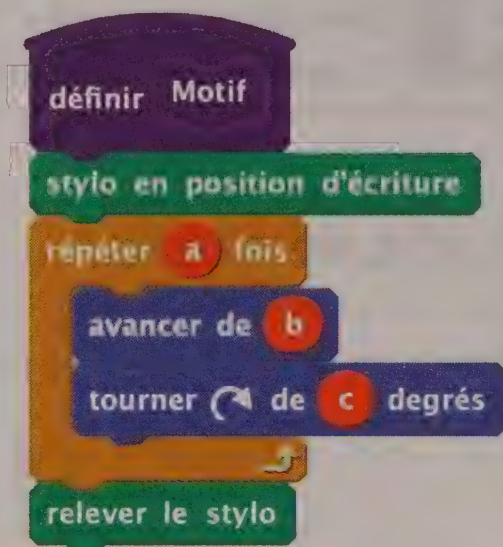 définir Motif
stylo en position d'écriture
répéter a fois
avancer de b
tourner de c degrés
relever le stylo